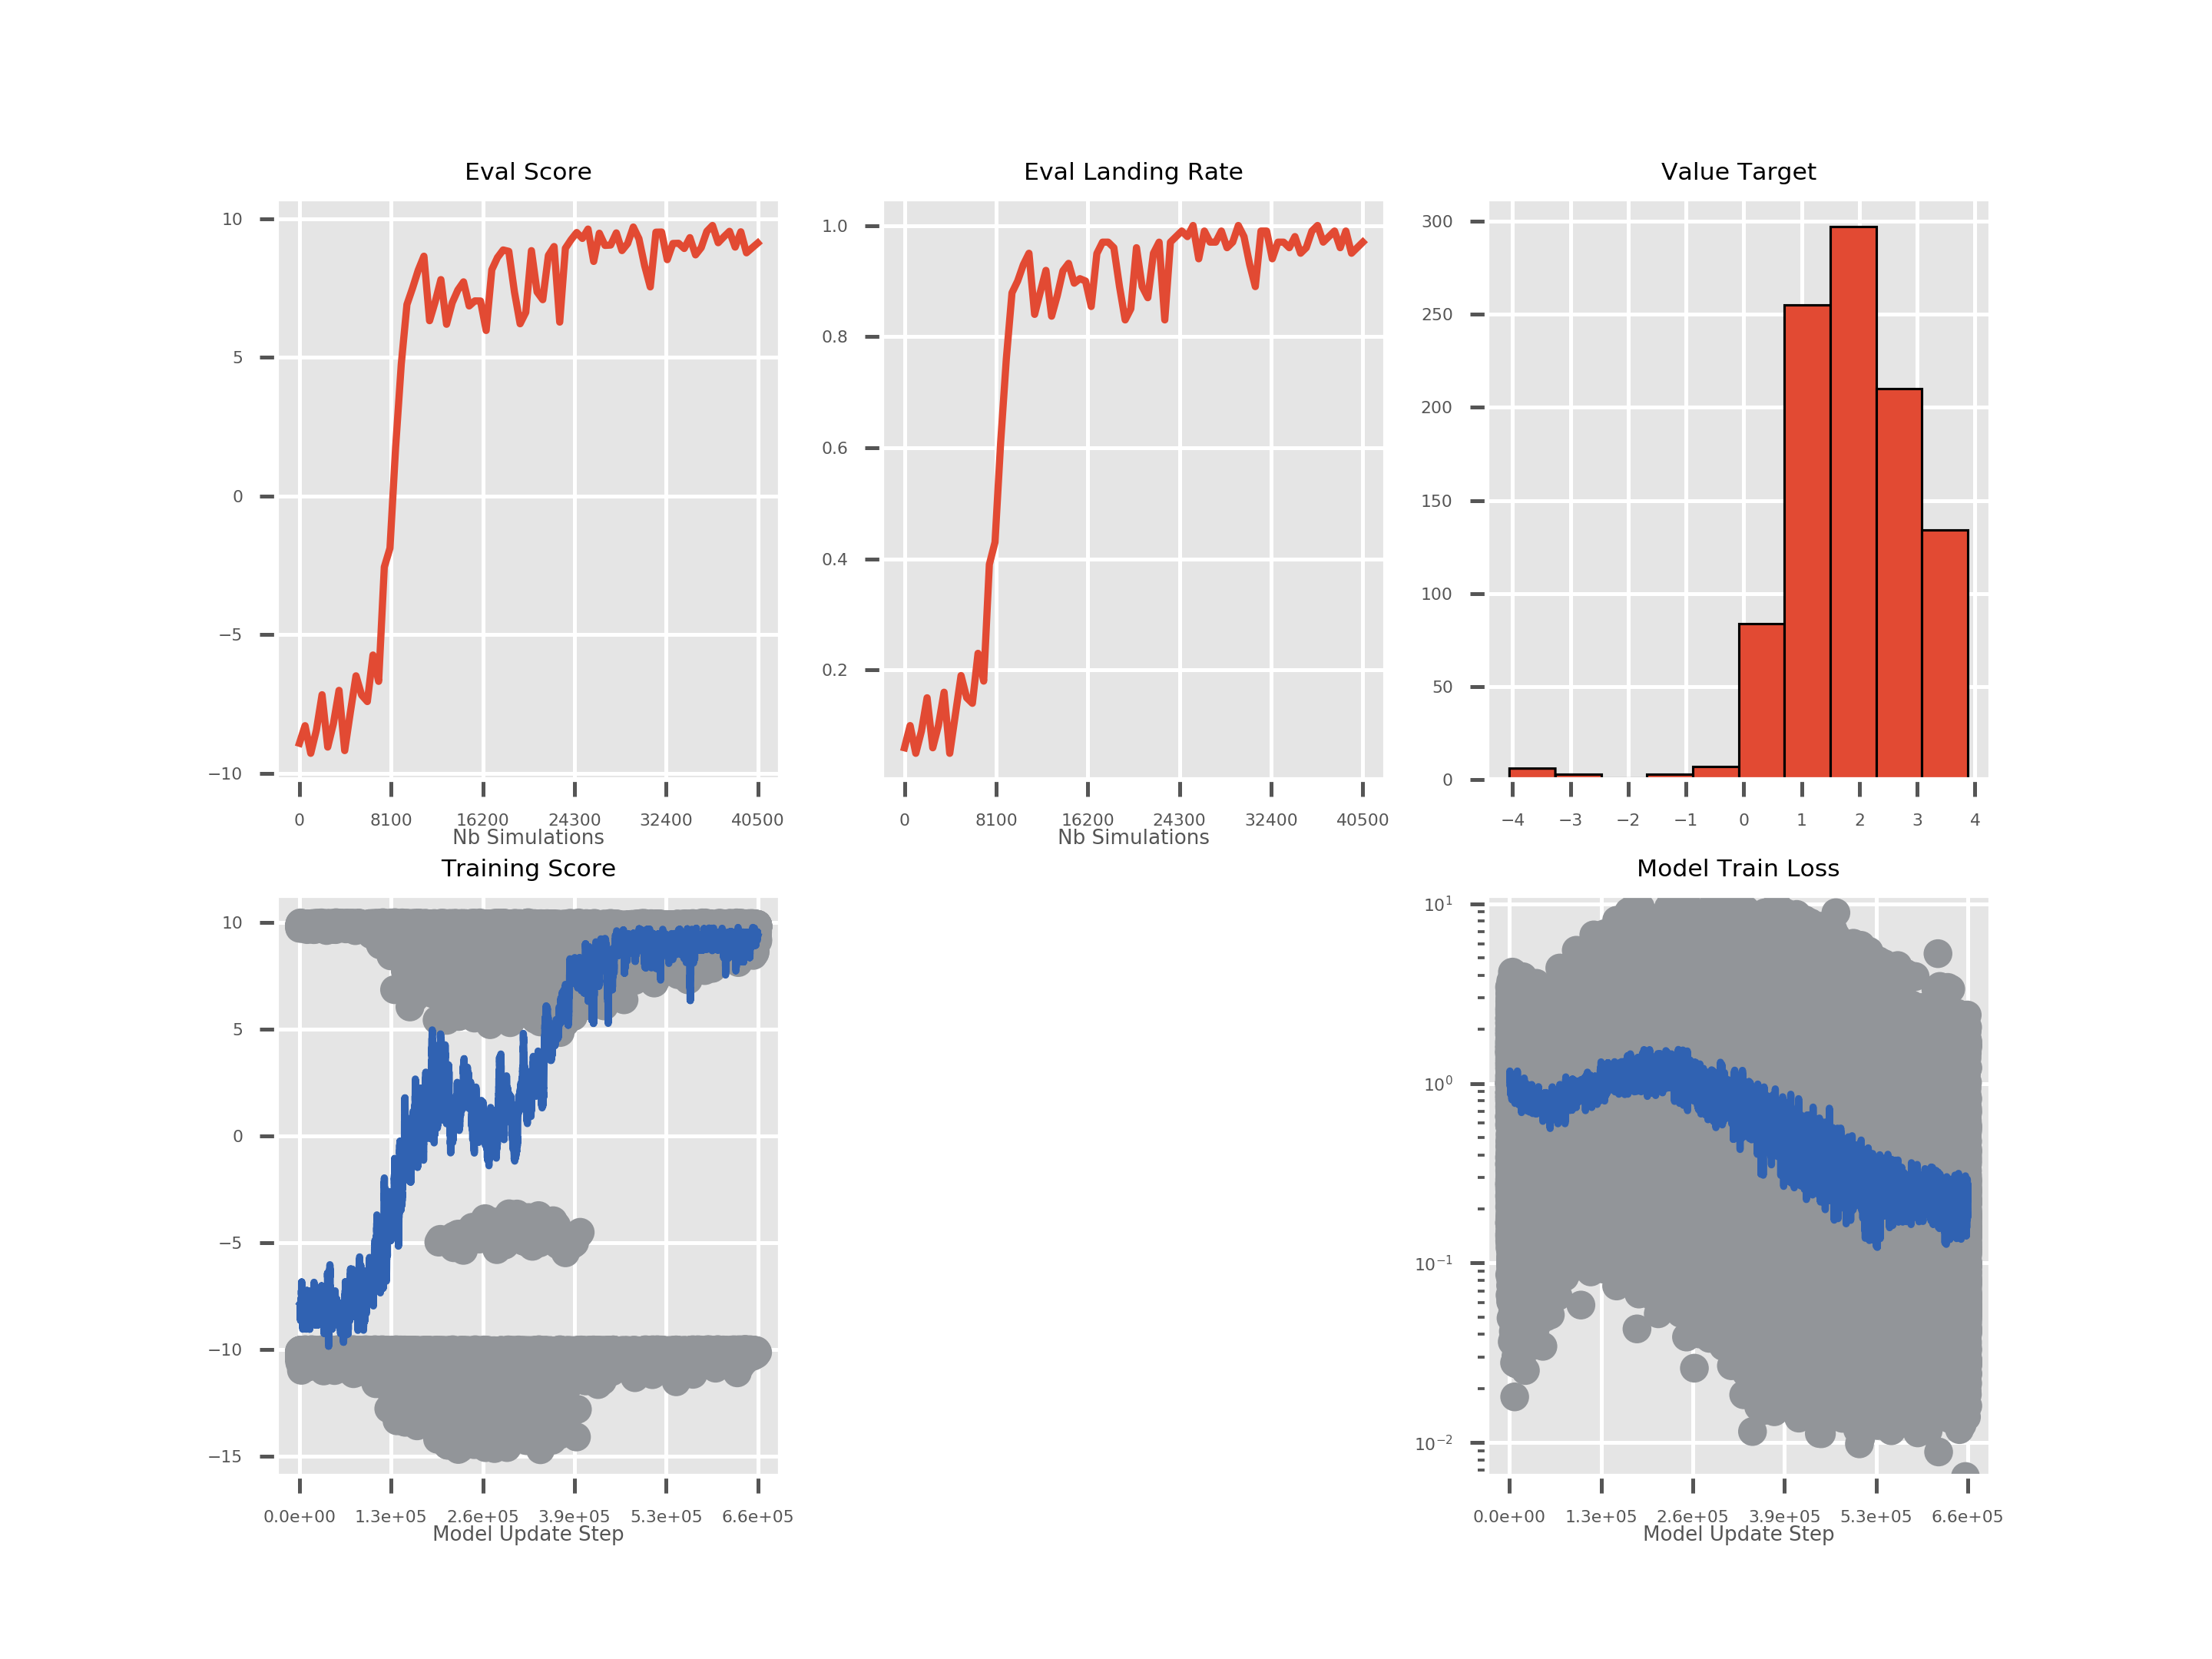 Eval Score
10
5
0
−5
−10
0 8100 16200 24300 32400 40500
Nb Simulations
Eval Landing Rate
1.0
0.8
0.6
0.4
0.2
0 8100 16200 24300 32400 40500
Nb Simulations
Value Target
300
250
200
150
100
50
0
−4 −3 −2 −1 0 1 2 3 4
Training Score
10
5
0
−5
−10
−15
0.0e+00 1.3e+05 2.6e+05 3.9e+05 5.3e+05 6.6e+05
Model Update Step
Model Train Loss
10¹
10⁰
10⁻¹
10⁻²
0.0e+00 1.3e+05 2.6e+05 3.9e+05 5.3e+05 6.6e+05
Model Update Step